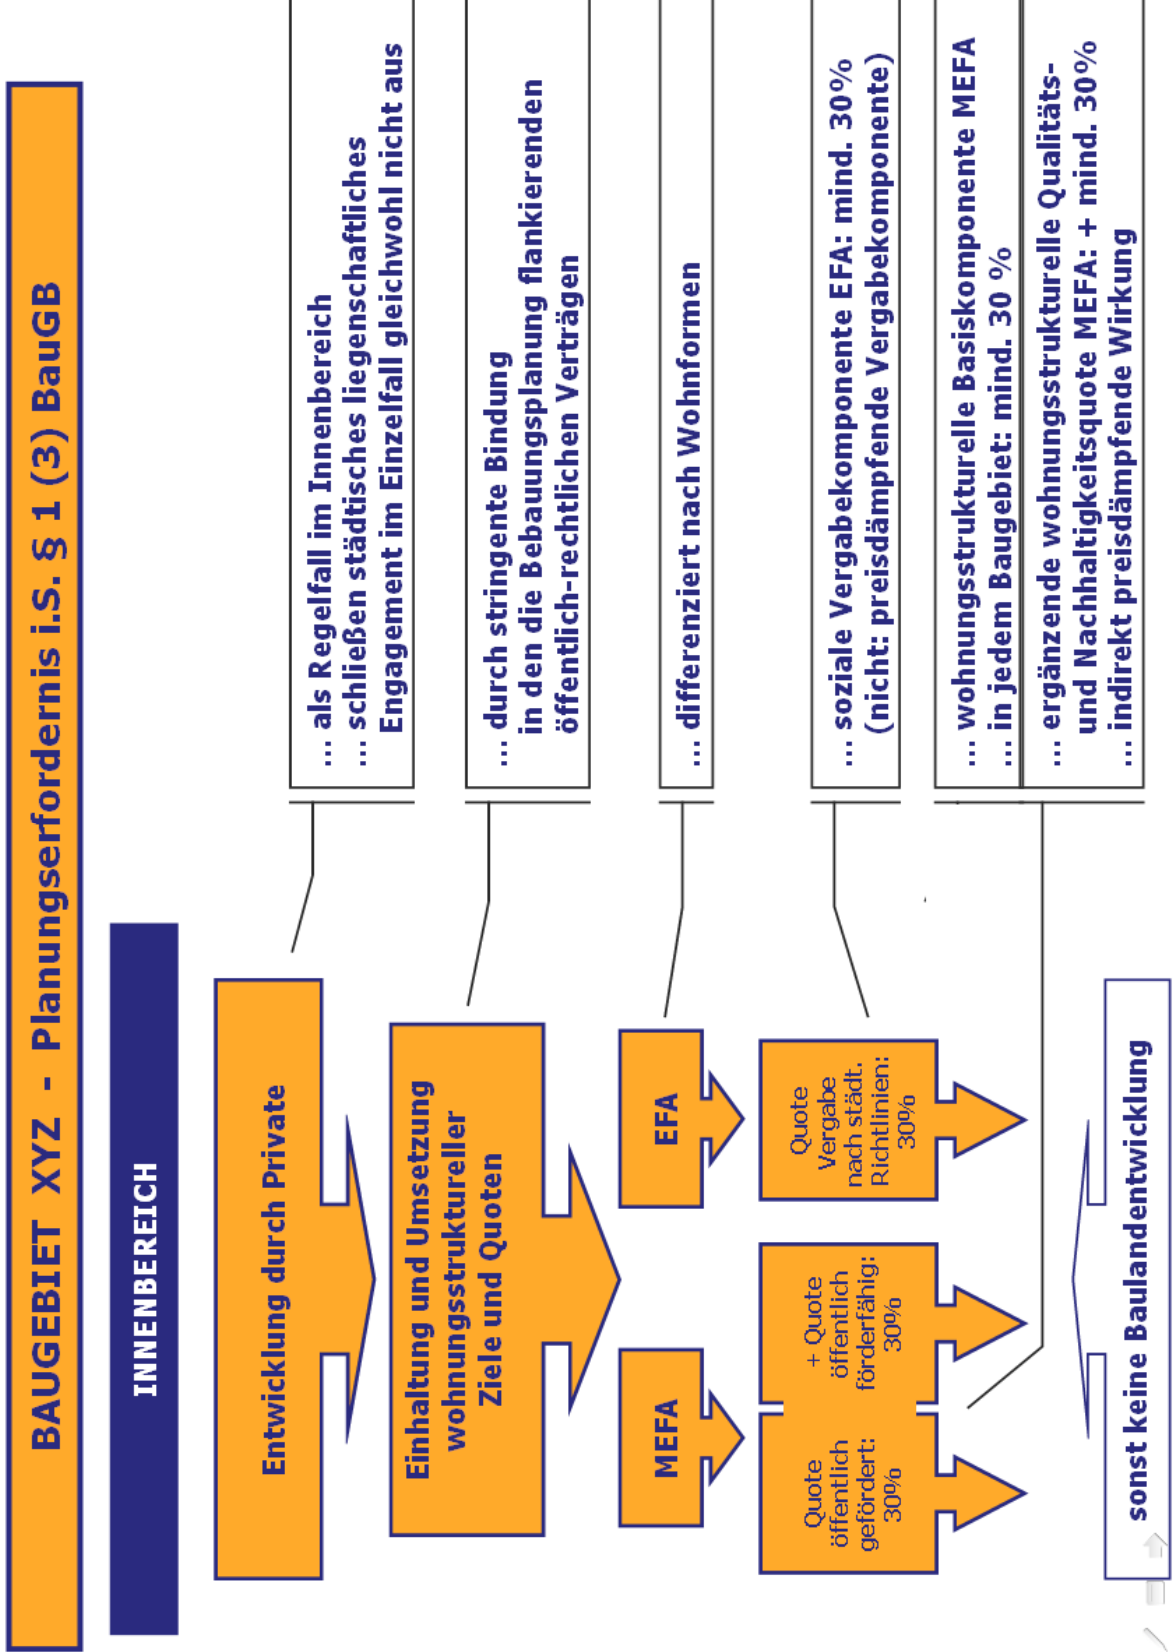 BAUGEBIET XYZ - Planungserfordernis i.S. § 1 (3) BauGB
INNENBEREICH
Entwicklung durch Private
... als Regelfall im Innenbereich
... schließen städtisches liegenschaftliches
Engagement im Einzelfall gleichwohl nicht aus
Einhaltung und Umsetzung
wohnungsstruktureller
Ziele und Quoten
... durch stringente Bindung
in den die Bebauungsplanung flankierenden
öffentlich-rechtlichen Verträgen
MEFA
EFA
... differenziert nach Wohnformen
Quote
öffentlich
gefördert:
30%
+ Quote
öffentlich
förderfähig:
30%
Quote
Vergabe
nach städt.
Richtlinien:
30%
... soziale Vergabekomponente EFA: mind. 30%
(nicht: preisdämpfende Vergabekomponente)
... wohnungsstrukturelle Basiskomponente MEFA
... in jedem Baugebiet: mind. 30 %
... ergänzende wohnungsstrukturelle Qualitäts-
und Nachhaltigkeitsquote MEFA: + mind. 30%
... indirekt preisdämpfende Wirkung
sonst keine Baulandentwicklung